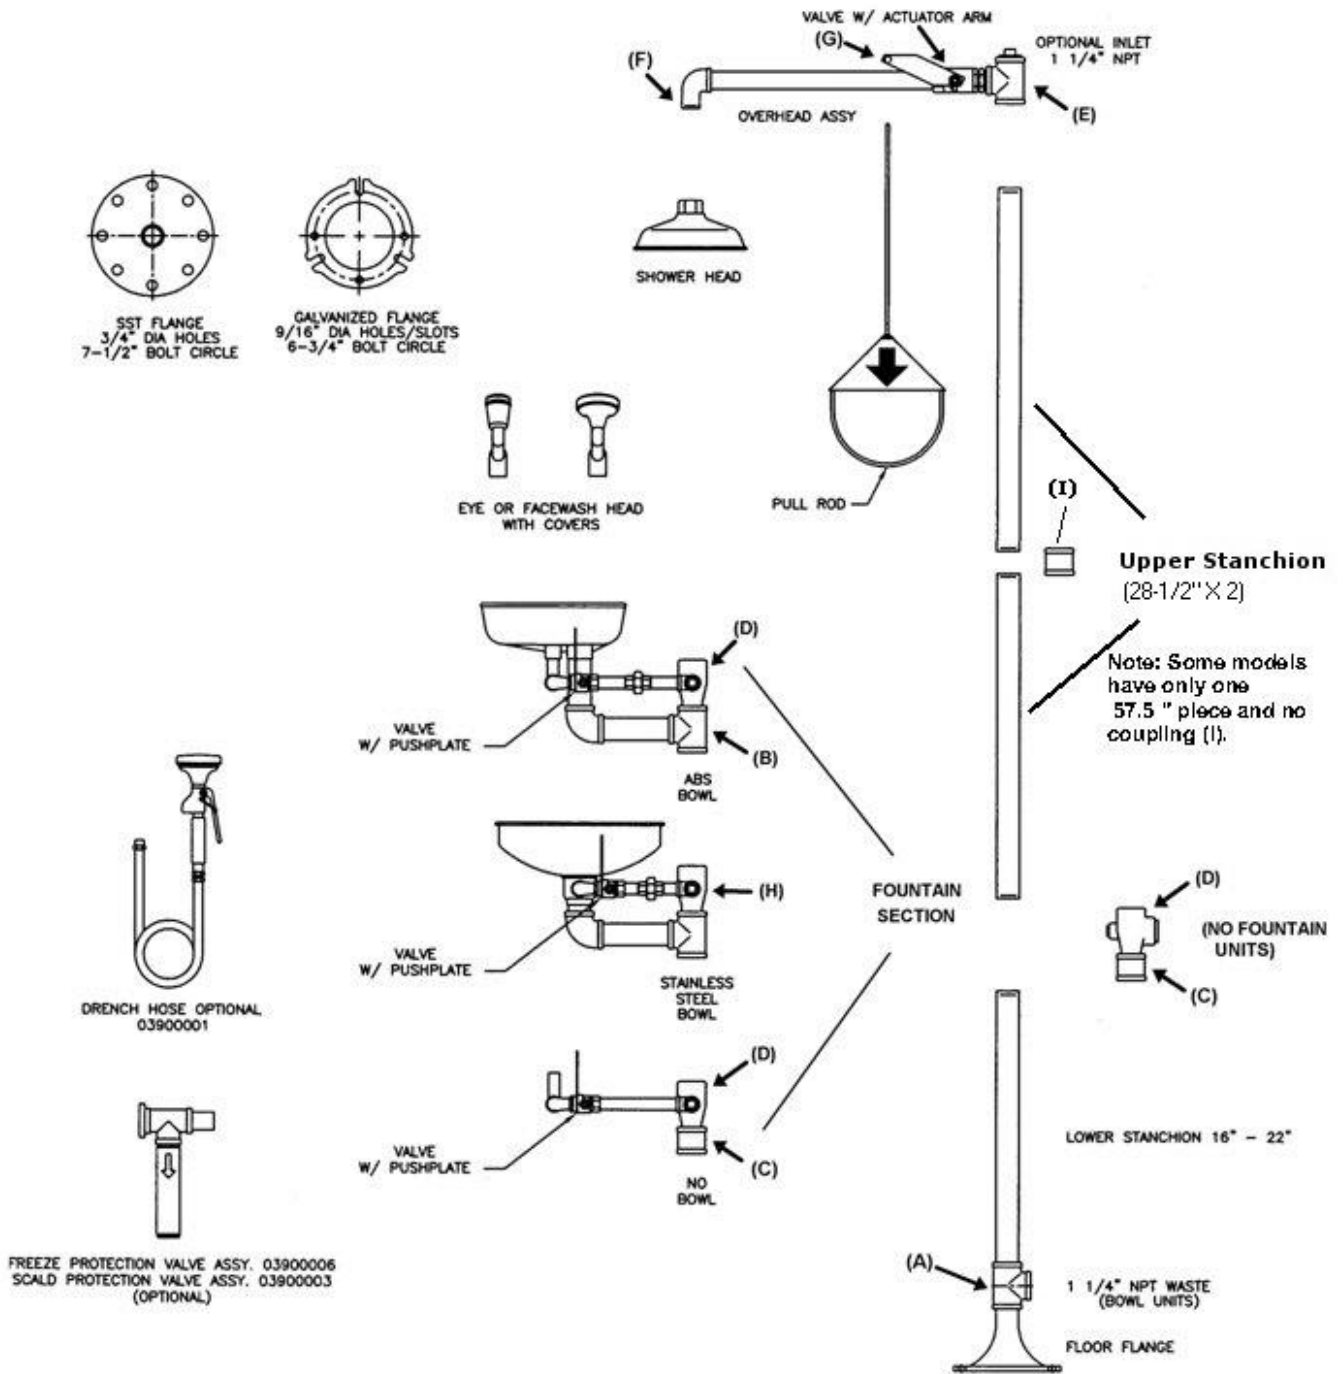 VALVE W/ ACTUATOR ARM
(G)
OPTIONAL INLET
1 1/4" NPT
(F)
(E)
OVERHEAD ASSY
SHOWER HEAD
SST FLANGE
3/4" DIA HOLES
7-1/2" BOLT CIRCLE
GALVANIZED FLANGE
9/16" DIA HOLES/SLOTS
6-3/4" BOLT CIRCLE
EYE OR FACEWASH HEAD
WITH COVERS
PULL ROD
(I)
Upper Stanchion
(28-1/2" X 2)
Note: Some models
have only one
57.5 " piece and no
coupling (I).
(D)
VALVE
W/ PUSHPLATE
(B)
ABS
BOWL
(H)
VALVE
W/ PUSHPLATE
STAINLESS
STEEL
BOWL
FOUNTAIN
SECTION
(D)
(NO FOUNTAIN
UNITS)
(C)
DRENCH HOSE OPTIONAL
03900001
(D)
VALVE
W/ PUSHPLATE
(C)
NO
BOWL
LOWER STANCHION 16" - 22"
FREEZE PROTECTION VALVE ASSY. 03900006
SCALD PROTECTION VALVE ASSY. 03900003
(OPTIONAL)
(A)
1 1/4" NPT WASTE
(BOWL UNITS)
FLOOR FLANGE